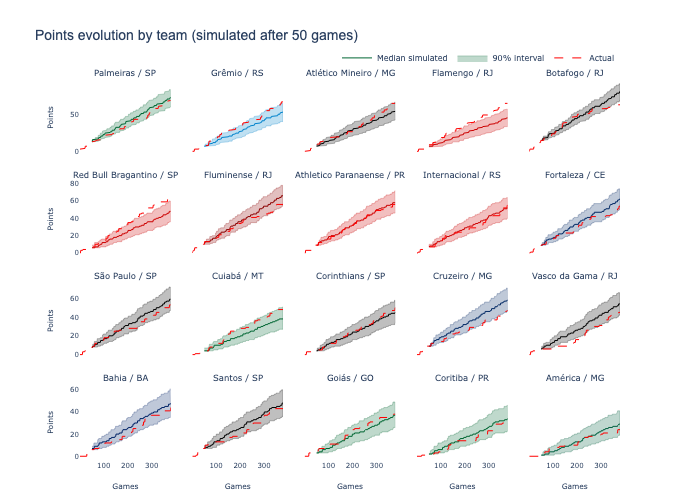 Points evolution by team (simulated after 50 games)
Median simulated 90% interval Actual
Palmeiras / SP Grêmio / RS Atlético Mineiro / MG Flamengo / RJ Botafogo / RJ
Points
50
0
Red Bull Bragantino / SP Fluminense / RJ Athletico Paranaense / PR Internacional / RS Fortaleza / CE
Points
80
60
40
20
0
São Paulo / SP Cuiabá / MT Corinthians / SP Cruzeiro / MG Vasco da Gama / RJ
Points
60
40
20
0
Bahia / BA Santos / SP Goiás / GO Coritiba / PR América / MG
Points
60
40
20
0
100 200 300 100 200 300 100 200 300 100 200 300 100 200 300
Games Games Games Games Games